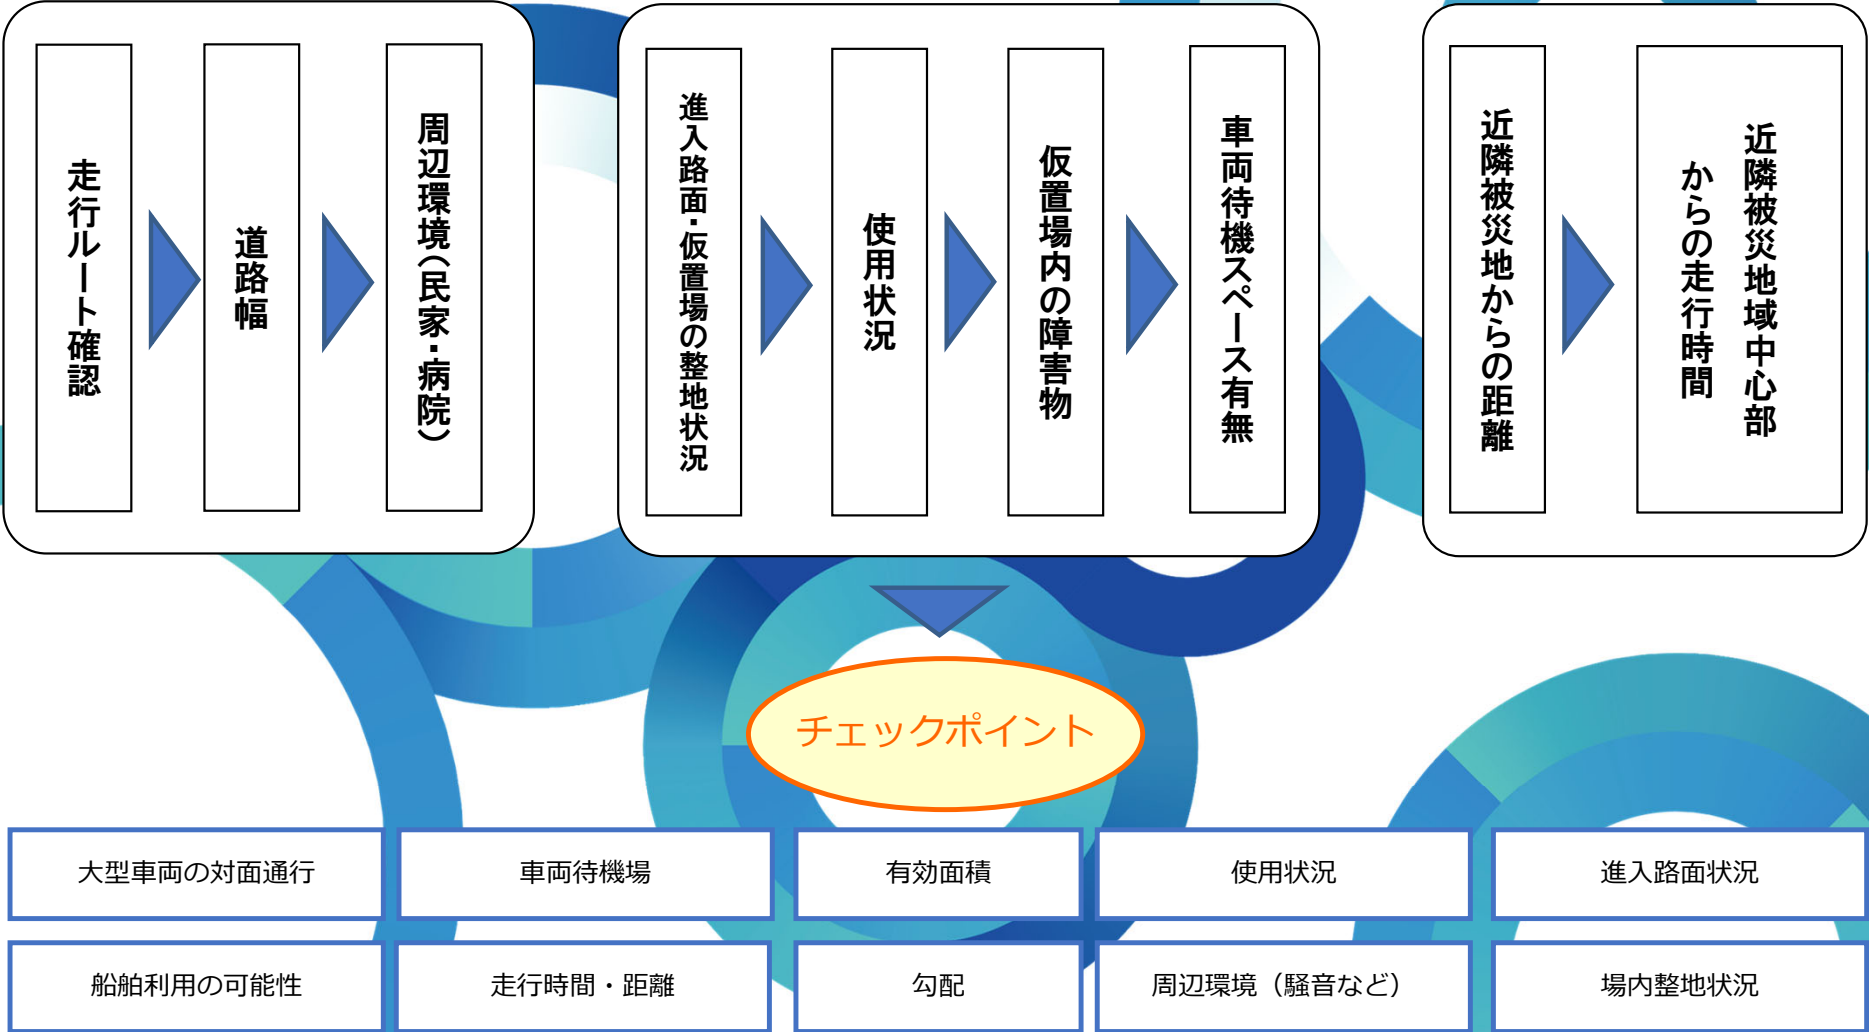 走行ルート確認
道路幅
周辺環境（民家・病院）
進入路面・仮置場の整地状況
使用状況
仮置場内の障害物
車両待機スペース有無
近隣被災地からの距離
近隣被災地域中心部
からの走行時間
チェックポイント
大型車両の対面通行
車両待機場
有効面積
使用状況
進入路面状況
船舶利用の可能性
走行時間・距離
勾配
周辺環境（騒音など）
場内整地状況